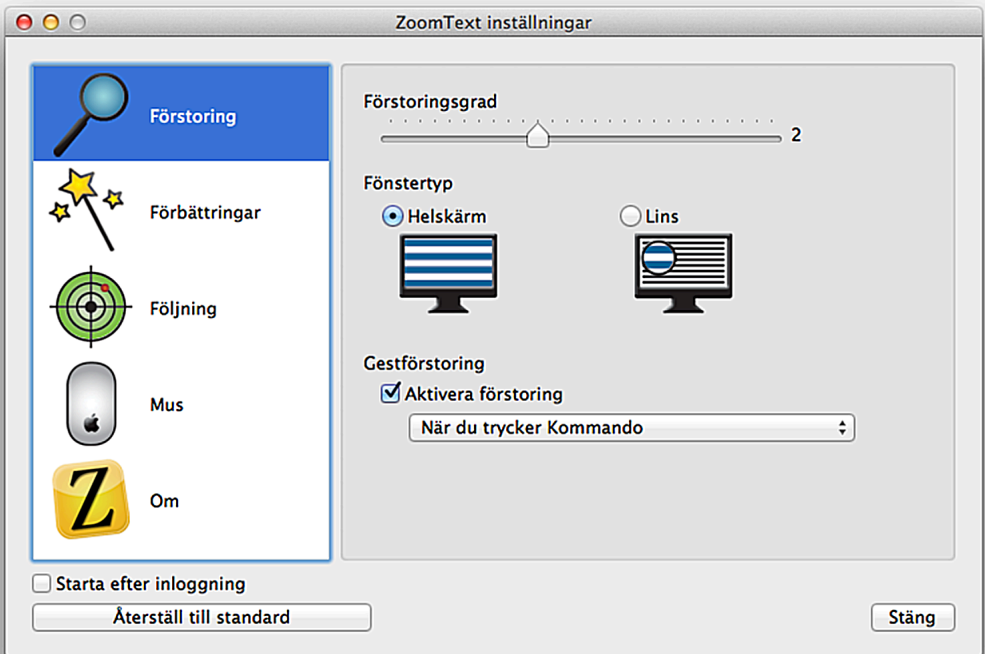 ZoomText inställningar
Förstoring
Förbättringar
Följning
Mus
Z
Om
Förstoringsgrad
2
Fönstertyp
Helskärm
Lins
Gestförstoring
Aktivera förstoring
När du trycker Kommando
Starta efter inloggning
Återställ till standard
Stäng